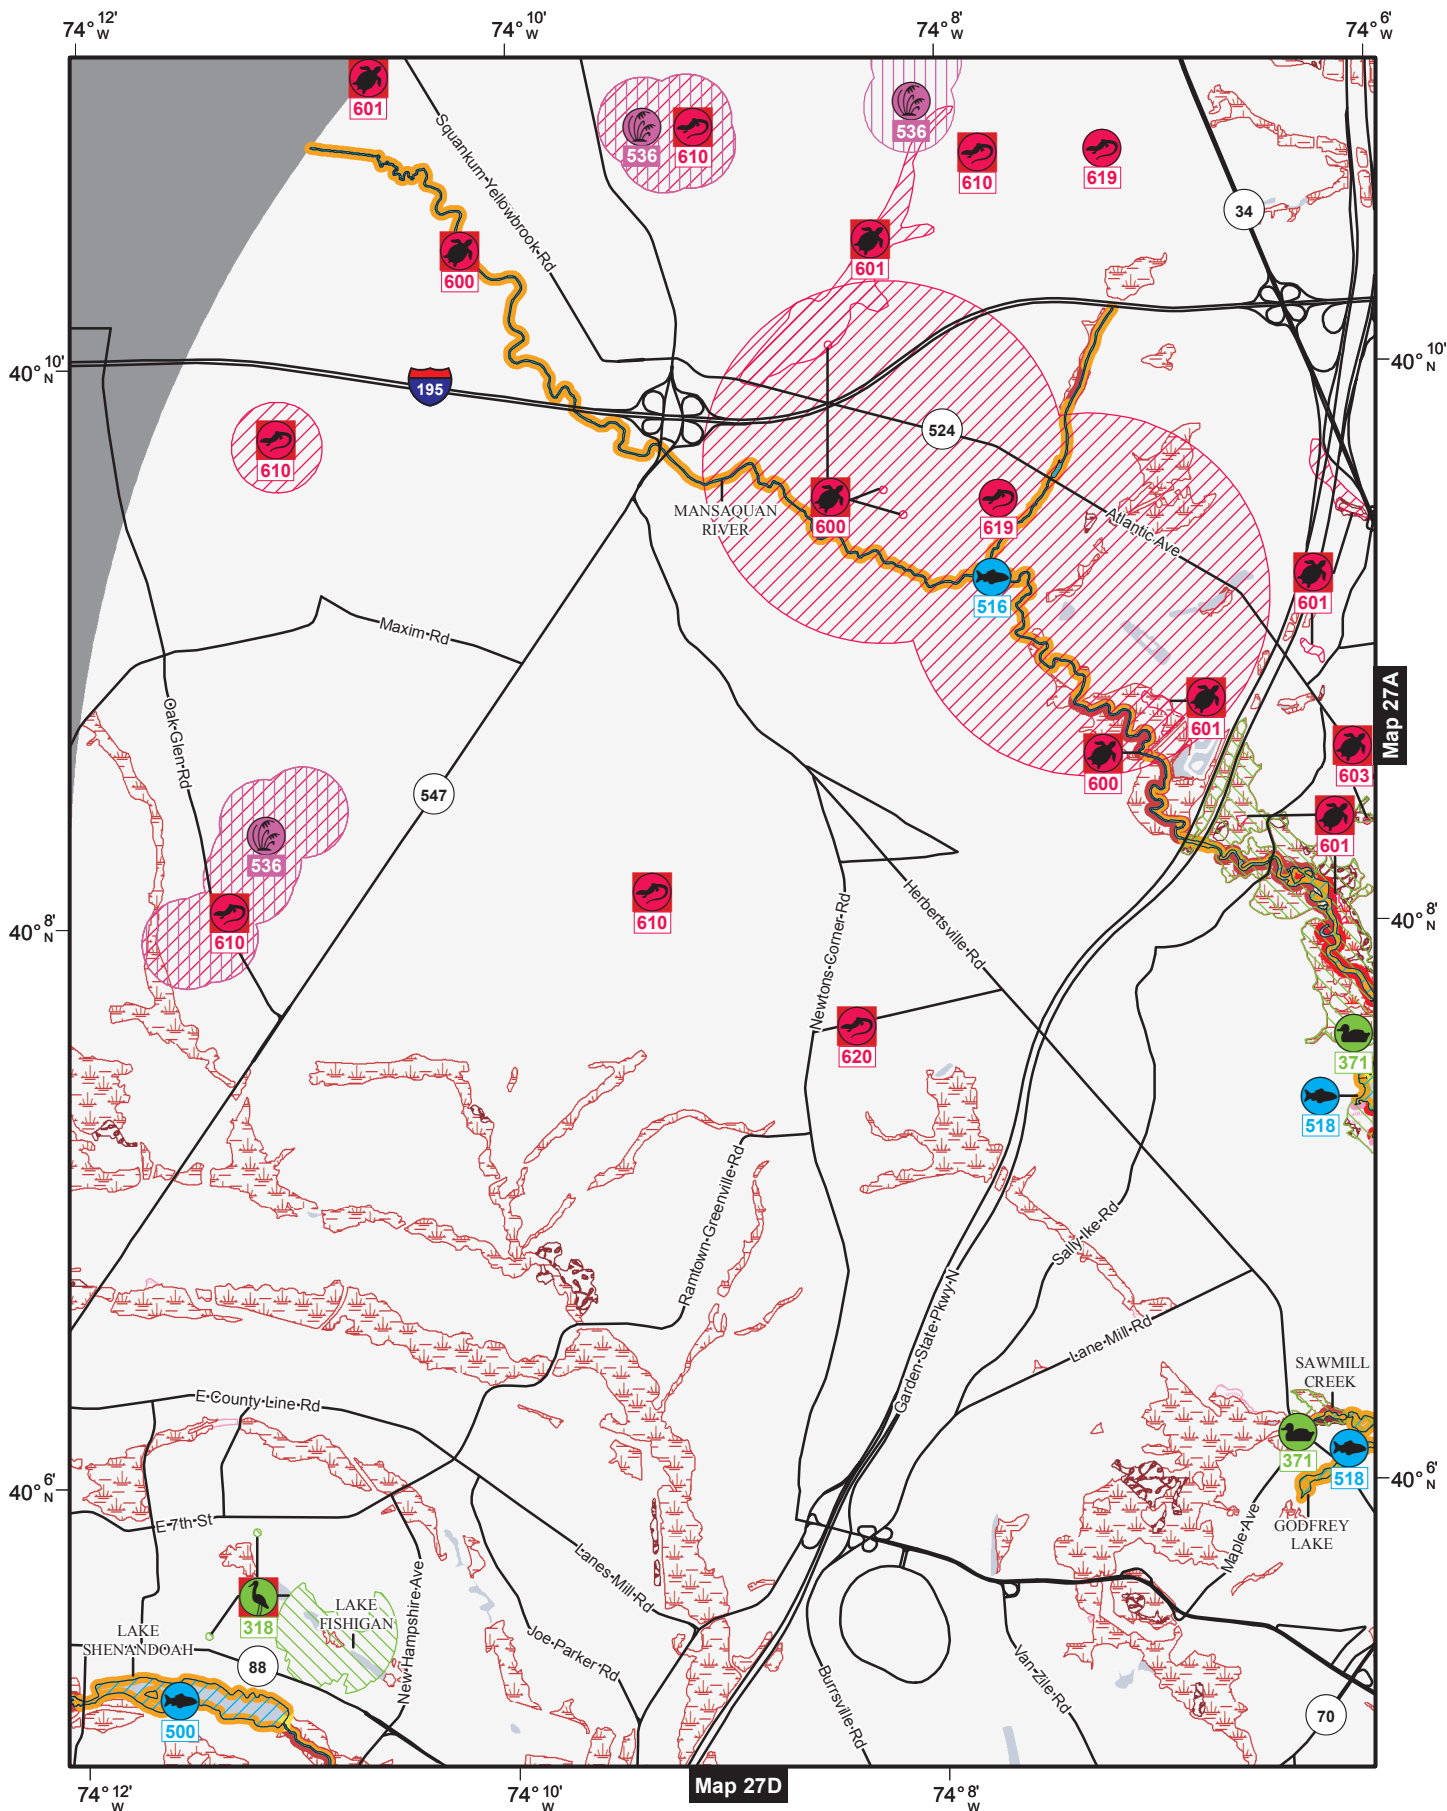 74° 12' W
74° 10' W
74° 8' W
74° 6' W
601
536
610
536
610
619
34
Squankum-Yellowbrook-Rd
600
601
40° 10' N
40° 10' N
195
524
610
MANSAQUAN
RIVER
600
619
Atlantic-Ave
516
601
Maxim-Rd
Map 27A
Oak-Glen-Rd
601
600
603
547
536
601
610
610
Newtons-Corner-Rd
Herbertsville-Rd
40° 8' N
40° 8' N
620
371
518
Ramtown-Greenville-Rd
Sally-Ike-Rd
Garden-State-Pkwy-N
Lane-Mill-Rd
SAWMILL
CREEK
E-County-Line-Rd
371
518
40° 6' N
40° 6' N
E-7th-St
GODFREY
LAKE
Maple-Ave
Lanes-Mill-Rd
New-Hampshire-Ave
318
LAKE
FISHIGAN
LAKE
SHENANDOAH
88
Joe-Parker-Rd
Burrsville-Rd
Van-Zile-Rd
500
70
Map 27D
74° 12' W
74° 10' W
74° 8' W